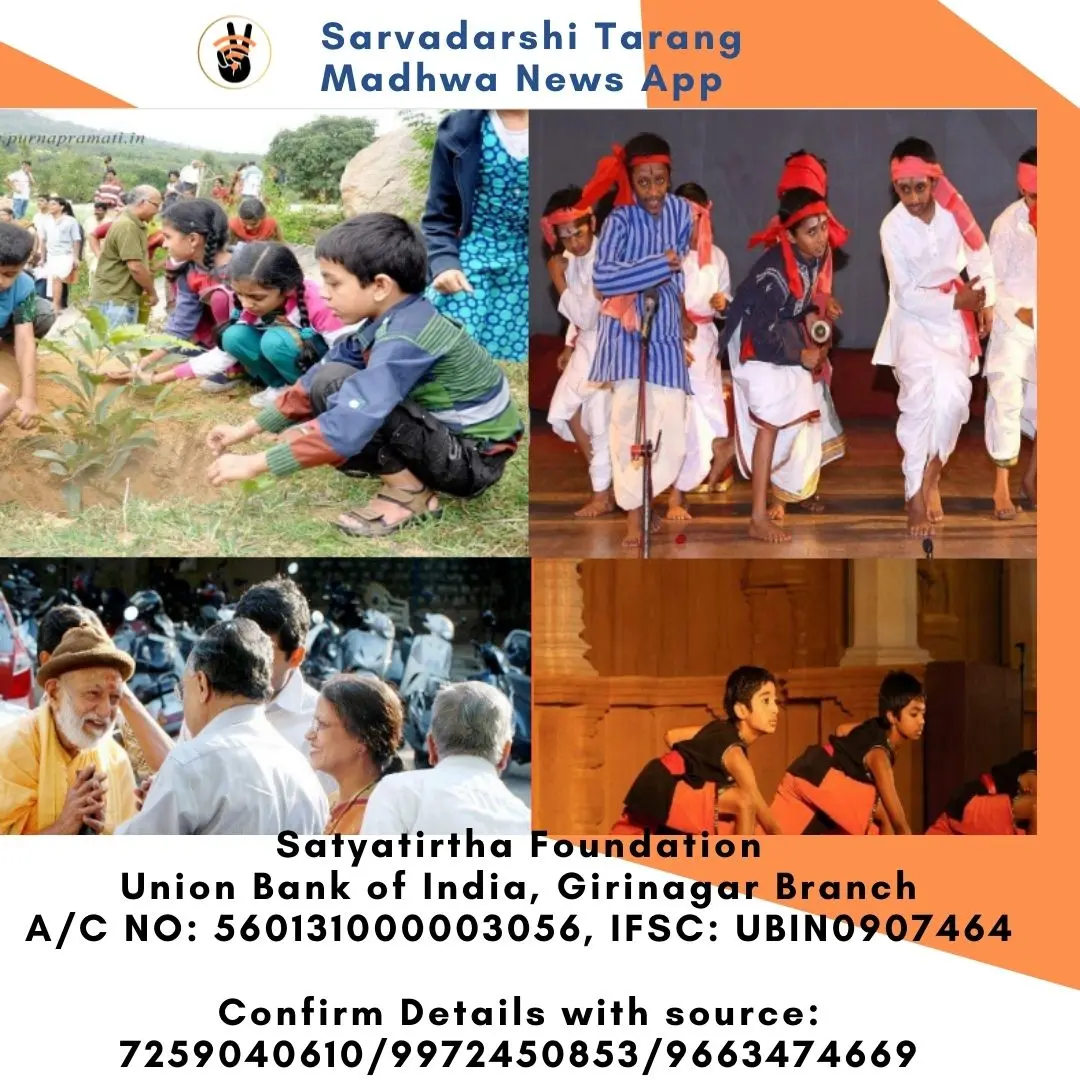 Sarvadarshi Tarang
Madhwa News App
.purnapramati.in
Satyatirtha Foundation
Union Bank of India, Girinagar Branch
A/C NO: 560131000003056, IFSC: UBIN0907464
Confirm Details with source:
7259040610/9972450853/9663474669